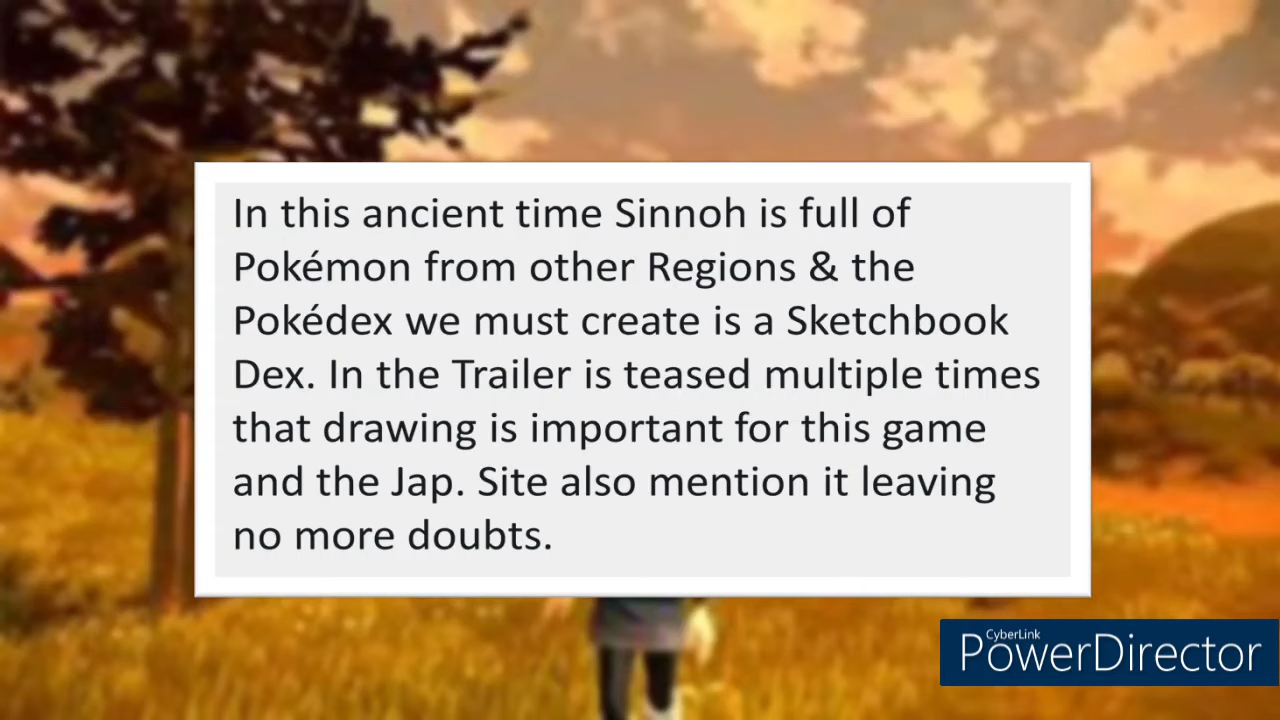 In this ancient time Sinnoh is full of
Pokémon from other Regions & the
Pokédex we must create is a Sketchbook
Dex. In the Trailer is teased multiple times
that drawing is important for this game
and the Jap. Site also mention it leaving
no more doubts.
CyberLink
PowerDirector